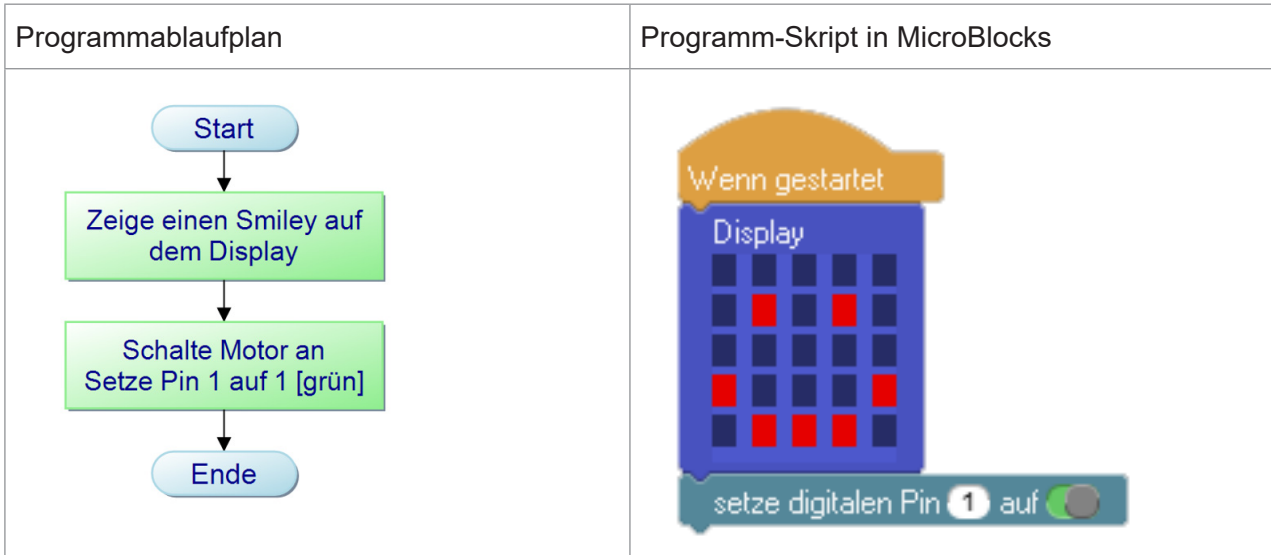 Programmablaufplan
Programm-Skript in MicroBlocks
Start
Zeige einen Smiley auf
dem Display
Schalte Motor an
Setze Pin 1 auf 1 [grün]
Ende
Wenn gestartet
Display
setze digitalen Pin 1 auf